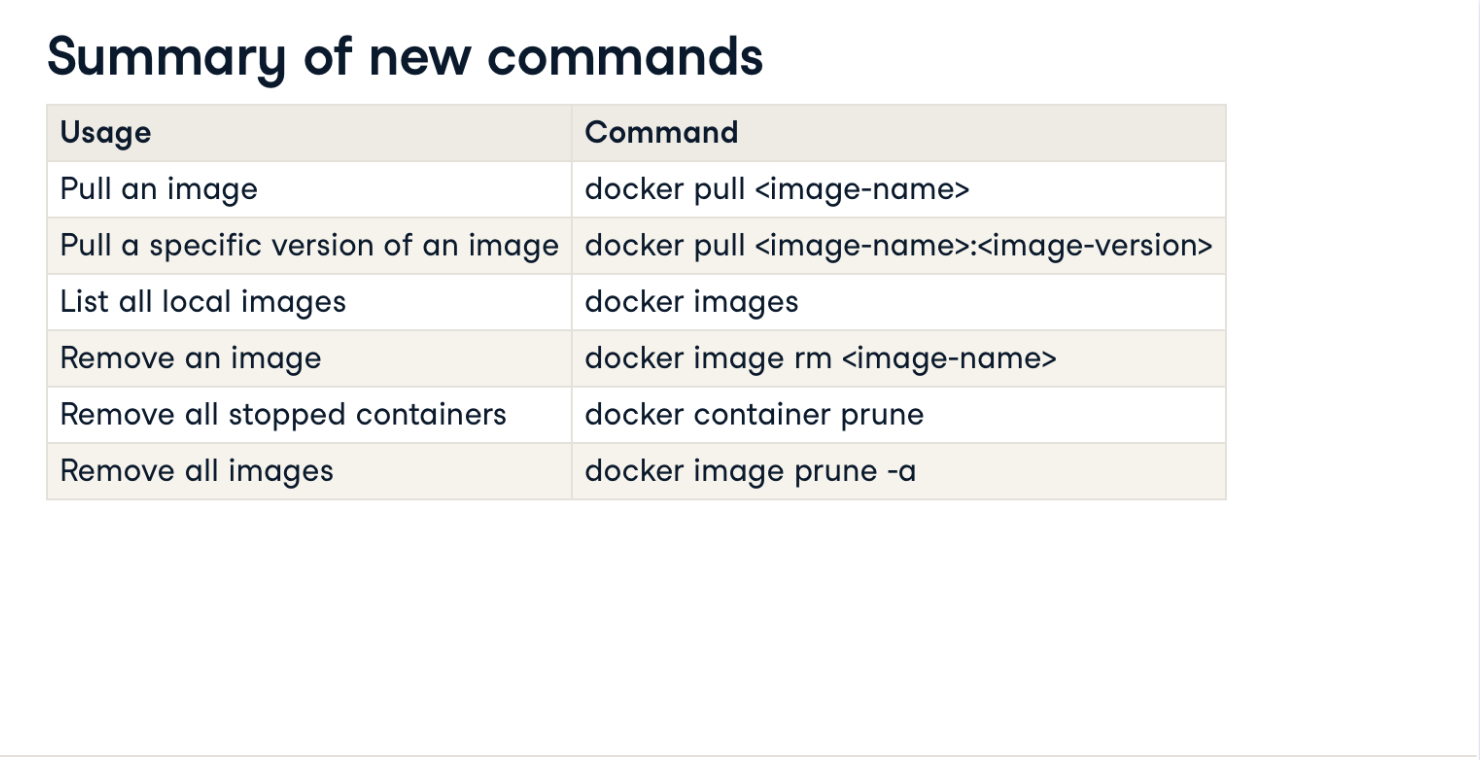 Summary of new commands
Usage Command
Pull an image docker pull <image-name>
Pull a specific version of an image docker pull <image-name>:<image-version>
List all local images docker images
Remove an image docker image rm <image-name>
Remove all stopped containers docker container prune
Remove all images docker image prune -a